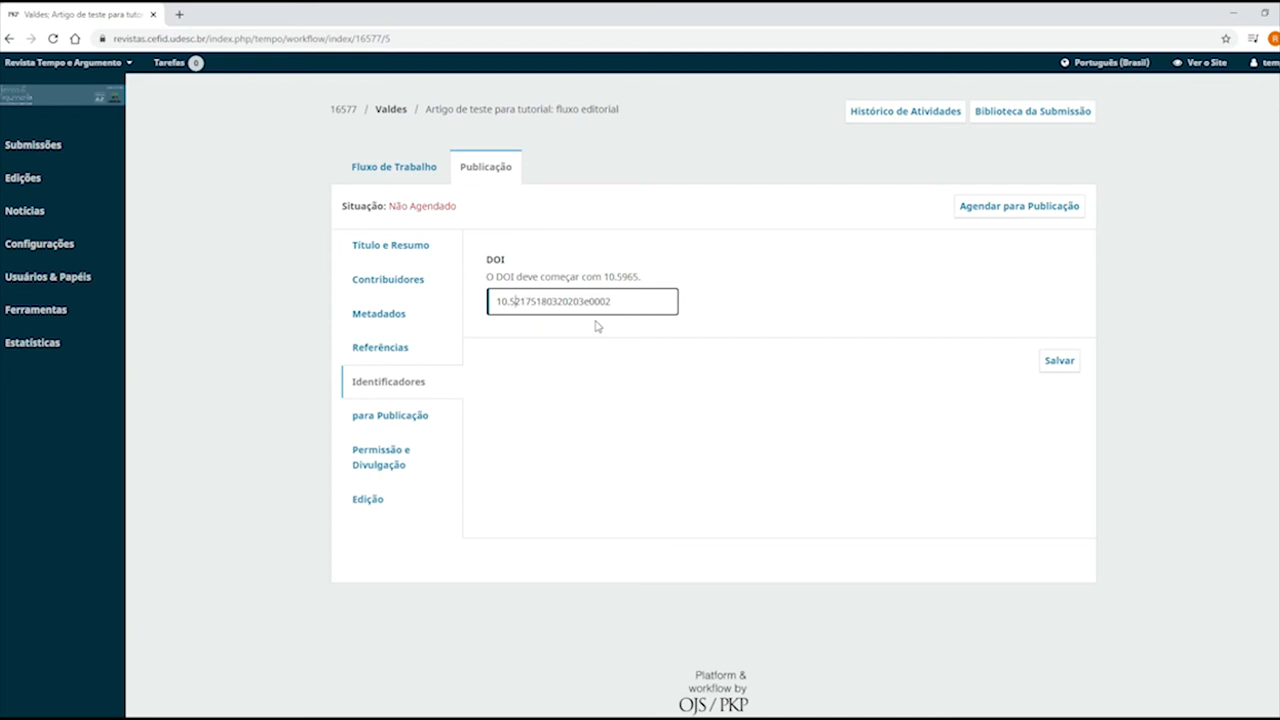 PKP Valdes; Artigo de teste para tuto
revistas.cefid.udesc.br/index.php/tempo/workflow/index/16577/5
Revista Tempo e Argumento
Tarefas 0
Português (Brasil)
Ver o Site
tem
Submissões
Edições
Notícias
Configurações
Usuários & Papéis
Ferramentas
Estatísticas
16577 / Valdes / Artigo de teste para tutorial: fluxo editorial
Histórico de Atividades
Biblioteca da Submissão
Fluxo de Trabalho
Publicação
Situação: Não Agendado
Agendar para Publicação
Título e Resumo
Contribuidores
Metadados
Referências
Identificadores
para Publicação
Permissão e
Divulgação
Edição
DOI
O DOI deve começar com 10.5965.
10.52175180320203e0002
Salvar
Platform &
workflow by
OJS / PKP